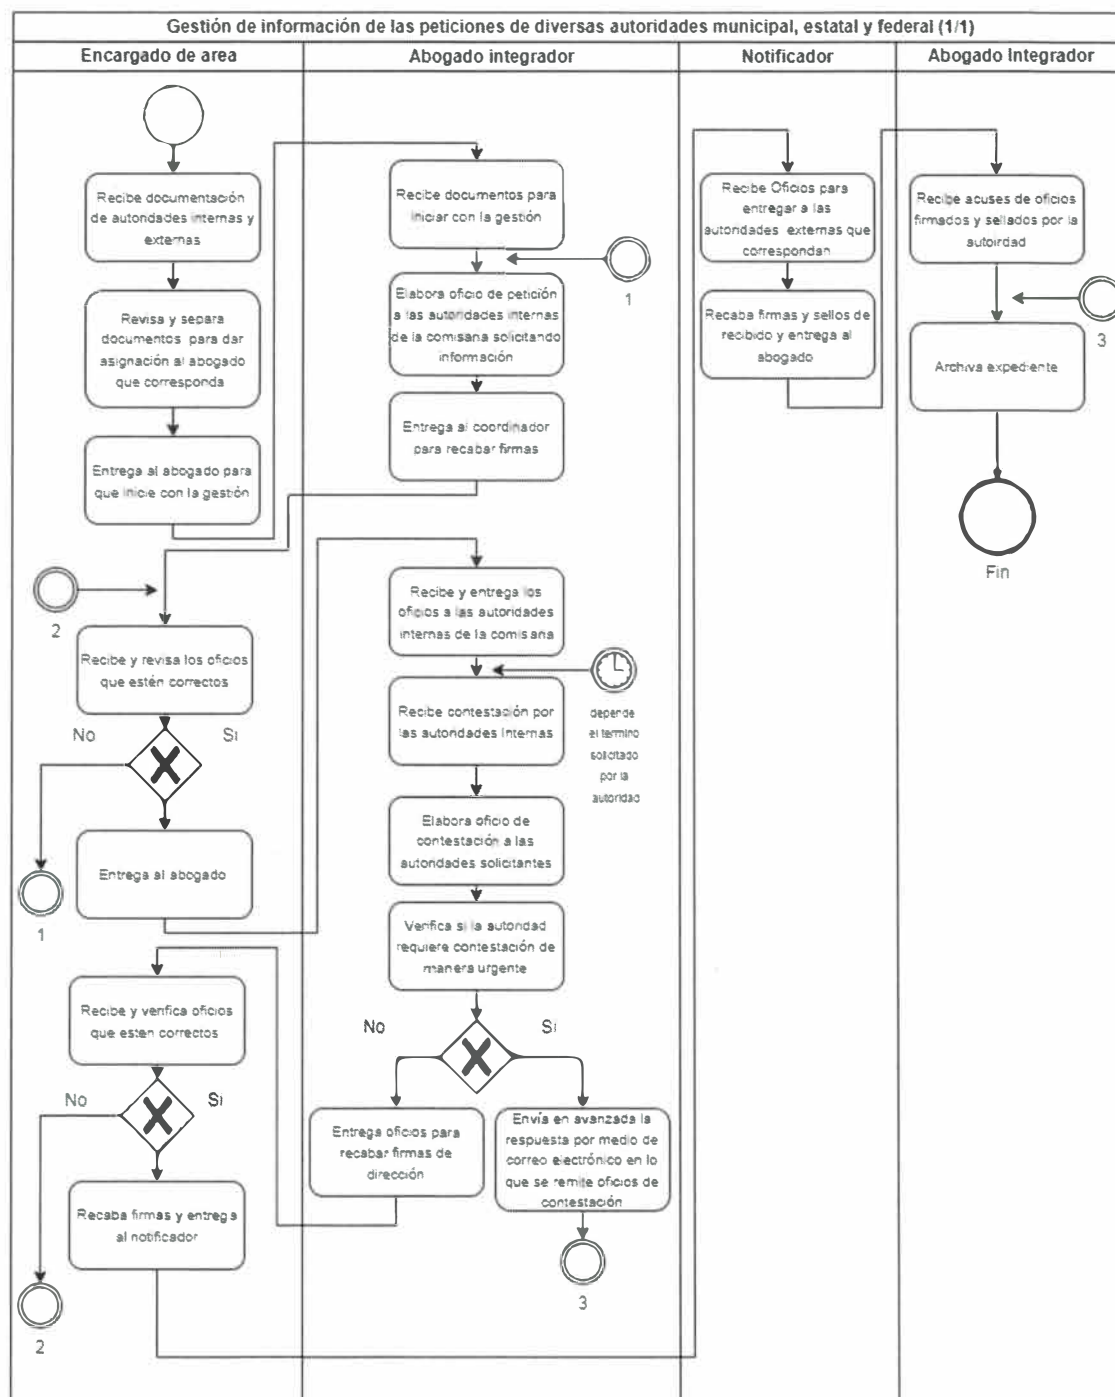 Gestión de información de las peticiones de diversas autoridades municipal, estatal y federal (1/1)
Encargado de area
Abogado integrador
Notificador
Abogado Integrador
Recibe documentación
de autoridades internas y
externas
Revisa y separa
documentos para dar
asignación al abogado
que corresponda
Entrega al abogado para
que inicie con la gestión
2
Recibe y revisa los oficios
que estén correctos
No
Si
1
Entrega al abogado
Recibe y verifica oficios
que esten correctos
No
Si
Recaba firmas y entrega
al notificador
2
Recibe documentos para
iniciar con la gestión
1
Elabora oficio de petición
a las autoridades internas
de la comisaria solicitando
información
Entrega al coordinador
para recabar firmas
Recibe y entrega los
oficios a las autoridades
internas de la comisaria
Recibe contestación por
las autoridades Internas
depende
el termino
solicitado
por la
autoridad
Elabora oficio de
contestación a las
autoridades solicitantes
Verifica si la autoridad
requiere contestación de
manera urgente
No
Si
Entrega oficios para
recabar firmas de
dirección
Envía en avanzada la
respuesta por medio de
correo electrónico en lo
que se remite oficios de
contestación
3
Recibe Oficios para
entregar a las
autoridades externas que
correspondan
Recaba firmas y sellos de
recibido y entrega al
abogado
Recibe acuses de oficios
firmados y sellados por la
autoirdad
3
Archiva expediente
Fin